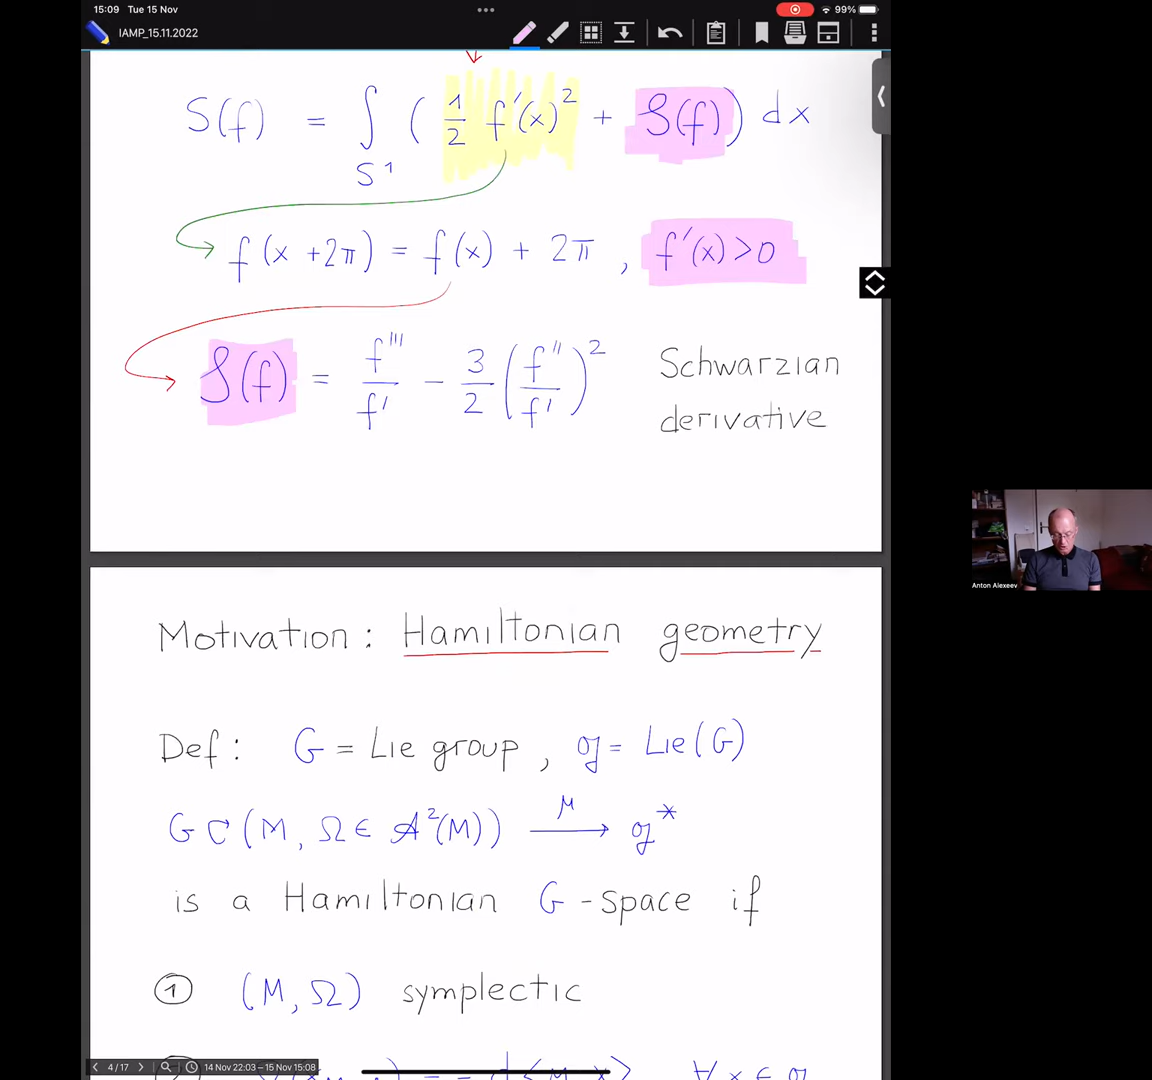 15:09 Tue 15 Nov
99%
IAMP_15.11.2022
S(f) = ∫_{S¹} ( 1/2 f'(x)² + 𝒮(f) ) dx
f(x + 2π) = f(x) + 2π , f'(x) > 0
𝒮(f) = f'''/f' − 3/2 ( f''/f' )² Schwarzian
derivative
Anton Alexeev
Motivation : Hamiltonian geometry
Def : G = Lie group , 𝔤 = Lie(G)
G ↻ (M, Ω ∈ 𝒜²(M)) —μ→ 𝔤*
is a Hamiltonian G-space if
① (M, Ω) symplectic
4/17 14 Nov 22:03–15 Nov 15:08
∀ x ∈ 𝔤